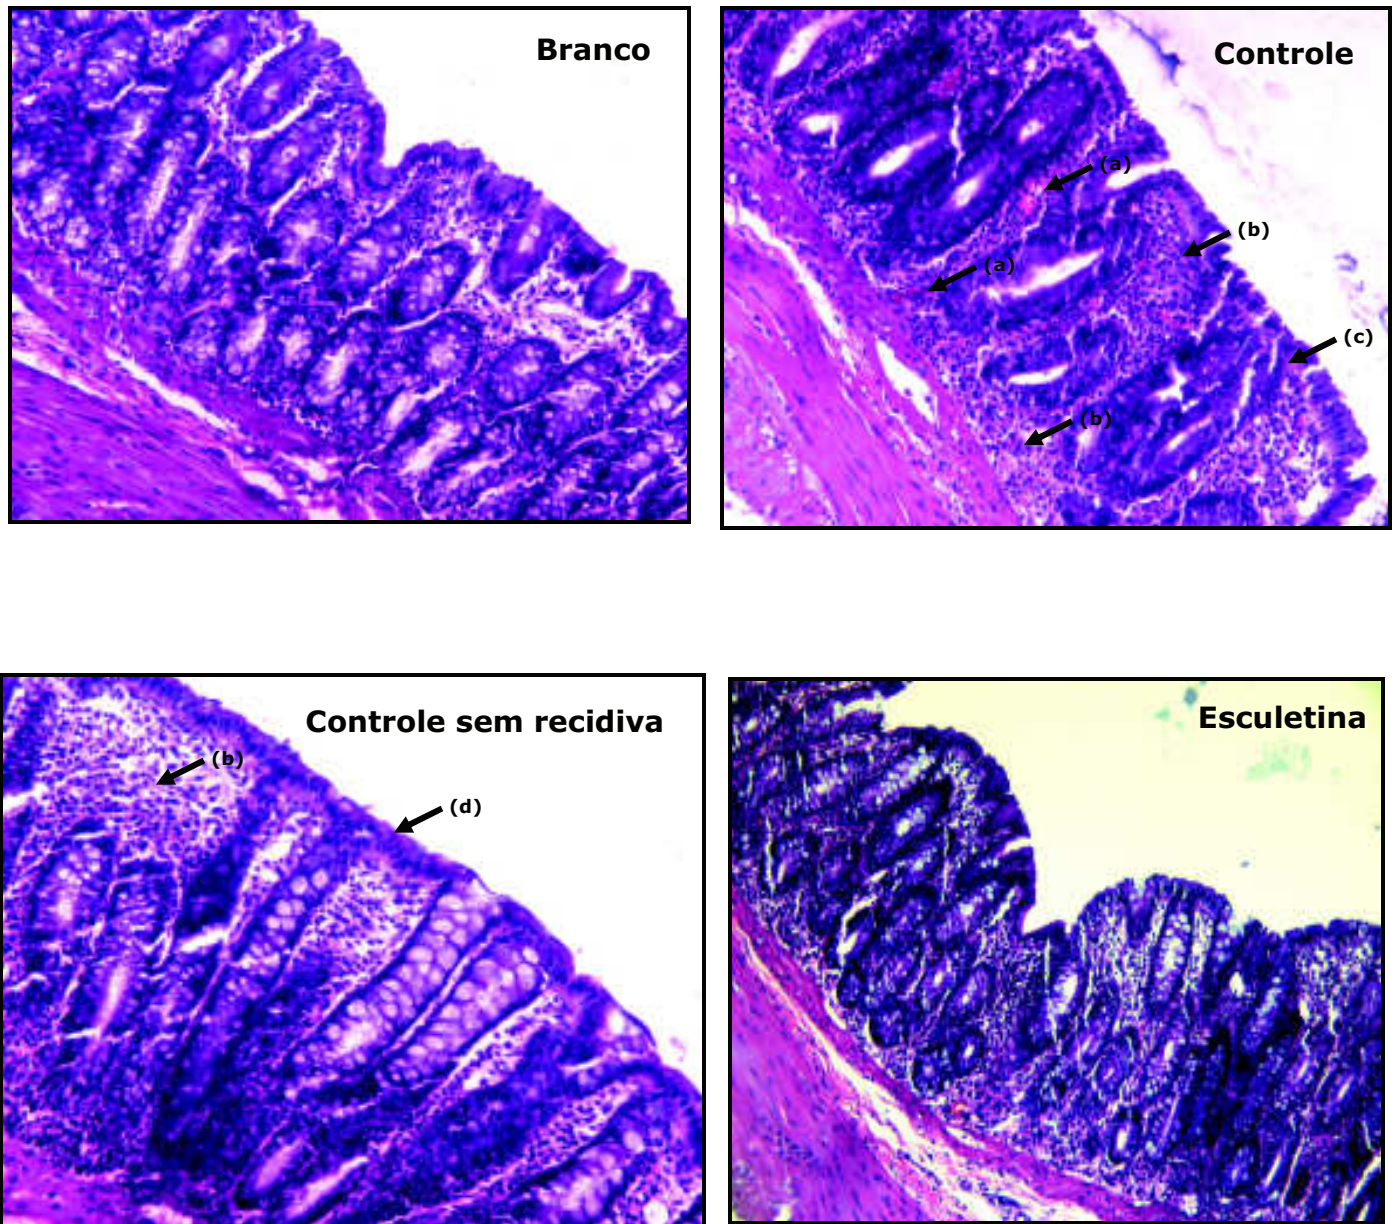 Branco
Controle
(a)
(b)
(a)
(c)
(b)
Controle sem recidiva
(b)
(d)
Esculetina